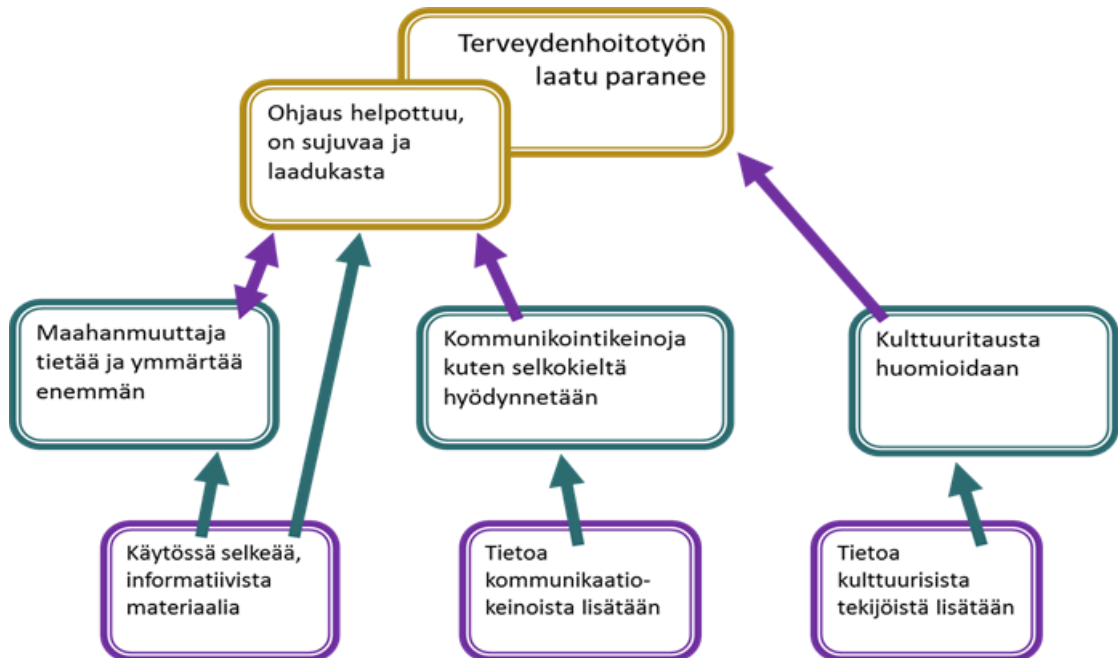 Terveydenhoitotyön
laatu paranee
Ohjaus helpottuu,
on sujuvaa ja
laadukasta
Maahanmuuttaja
tietää ja ymmärtää
enemmän
Kommunikointikeinoja
kuten selkokieltä
hyödynnetään
Kulttuuritausta
huomioidaan
Käytössä selkeää,
informatiivista
materiaalia
Tietoa
kommunikaatio-
keinoista lisätään
Tietoa
kulttuurisista
tekijöistä lisätään